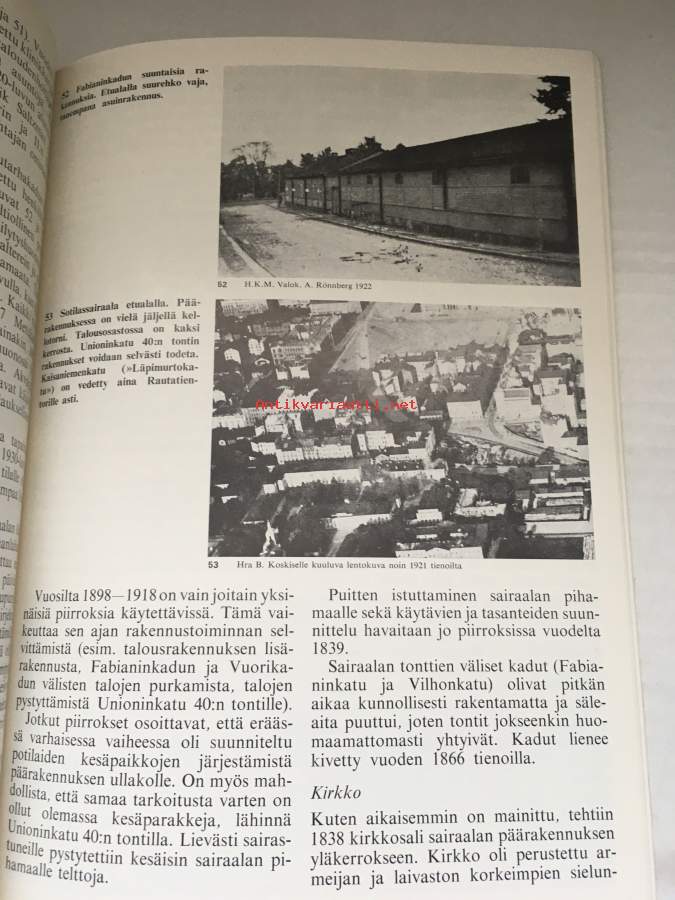 52 Fabianinkadun suuntaisia ra-
kennuksia. Etualalla suurehko vaja,
taempana asuinrakennus.
52 H.K.M. Valok. A. Rönnberg 1922
53 Sotilassairaala etualalla. Pää-
rakennuksessa on vielä jäljellä kel-
lotorni. Talousosastossa on kaksi
kerrosta. Unioninkatu 40:n tontin
rakennukset voidaan selvästi todeta.
Kaisaniemenkatu (»Läpimurtoka-
tu») on vedetty aina Rautatien-
torille asti.
Antikvariaatti.net
53 Hra B. Koskiselle kuuluva lentokuva noin 1921 tienoilta
Vuosilta 1898—1918 on vain joitain yksi-
näisiä piirroksia käytettävissä. Tämä vai-
keuttaa sen ajan rakennustoiminnan sel-
vittämistä (esim. talousrakennuksen lisä-
rakennusta, Fabianinkadun ja Vuorika-
dun välisten talojen purkamista, talojen
pystyttämistä Unioninkatu 40:n tontille).
Jotkut piirrokset osoittavat, että eräès-
sä varhaisessa vaiheessa oli suunniteltu
potilaiden kesäpaikkojen järjestämistä
päärakennuksen ullakolle. On myös mah-
dollista, että samaa tarkoitusta varten on
ollut olemassa kesäparakkeja, lähinnä
Unioninkatu 40:n tontilla. Lievästi sairas-
tuneille pystytettiin kesäisin sairaalan pi-
hamaalle telttoja.
Puitten istuttaminen sairaalan piha-
maalle sekä käytävien ja tasanteiden suun-
nittelu havaitaan jo piirroksissa vuodelta
1839.
Sairaalan tonttien väliset kadut (Fabia-
ninkatu ja Vilhonkatu) olivat pitkän
aikaa kunnollisesti rakentamatta ja säle-
aita puuttui, joten tontit jokseenkin huo-
maamattomasti yhtyivät. Kadut lienee
kivetty vuoden 1866 tienoilla.
Kirkko
Kuten aikaisemmin on mainittu, tehtiin
1838 kirkkosali sairaalan päärakennuksen
yläkerrokseen. Kirkko oli perustettu ar-
meijan ja laivaston korkeimpien sielun-